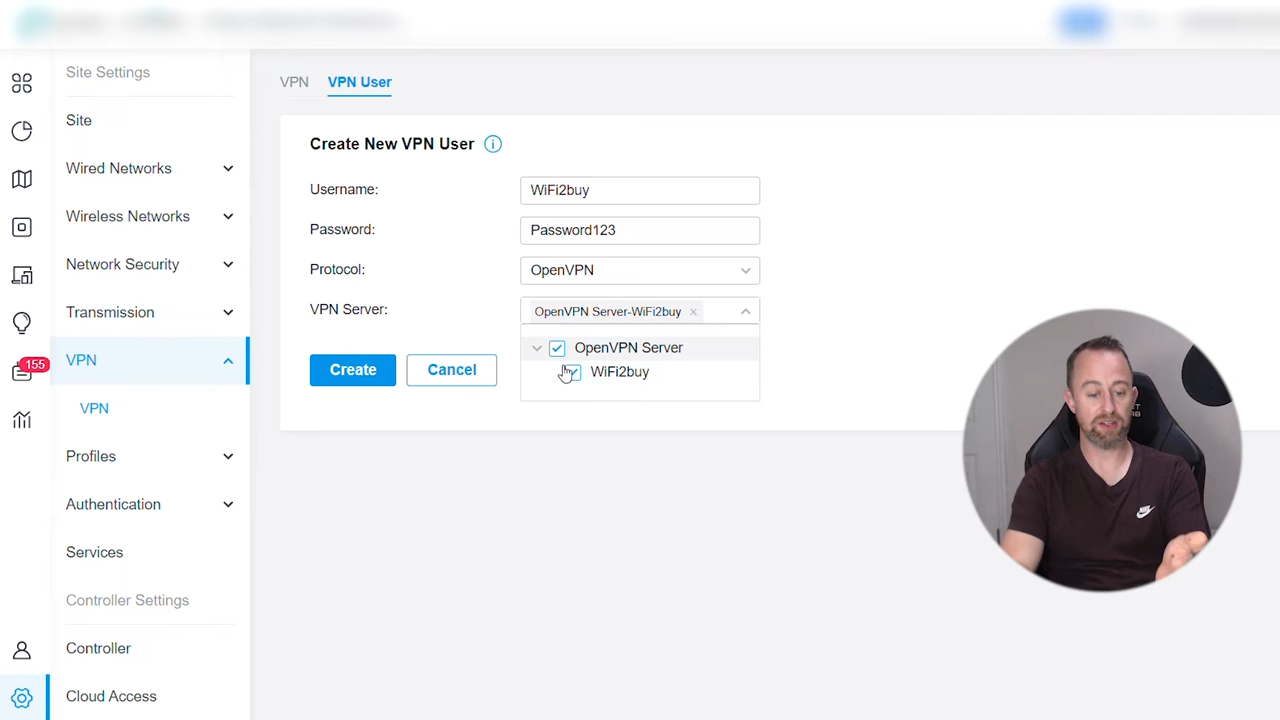 Site Settings
Site
Wired Networks
Wireless Networks
Network Security
Transmission
VPN
VPN
Profiles
Authentication
Services
Controller Settings
Controller
Cloud Access
155
VPN
VPN User
Create New VPN User
Username:
WiFi2buy
Password:
Password123
Protocol:
OpenVPN
VPN Server:
OpenVPN Server-WiFi2buy
OpenVPN Server
WiFi2buy
Create
Cancel